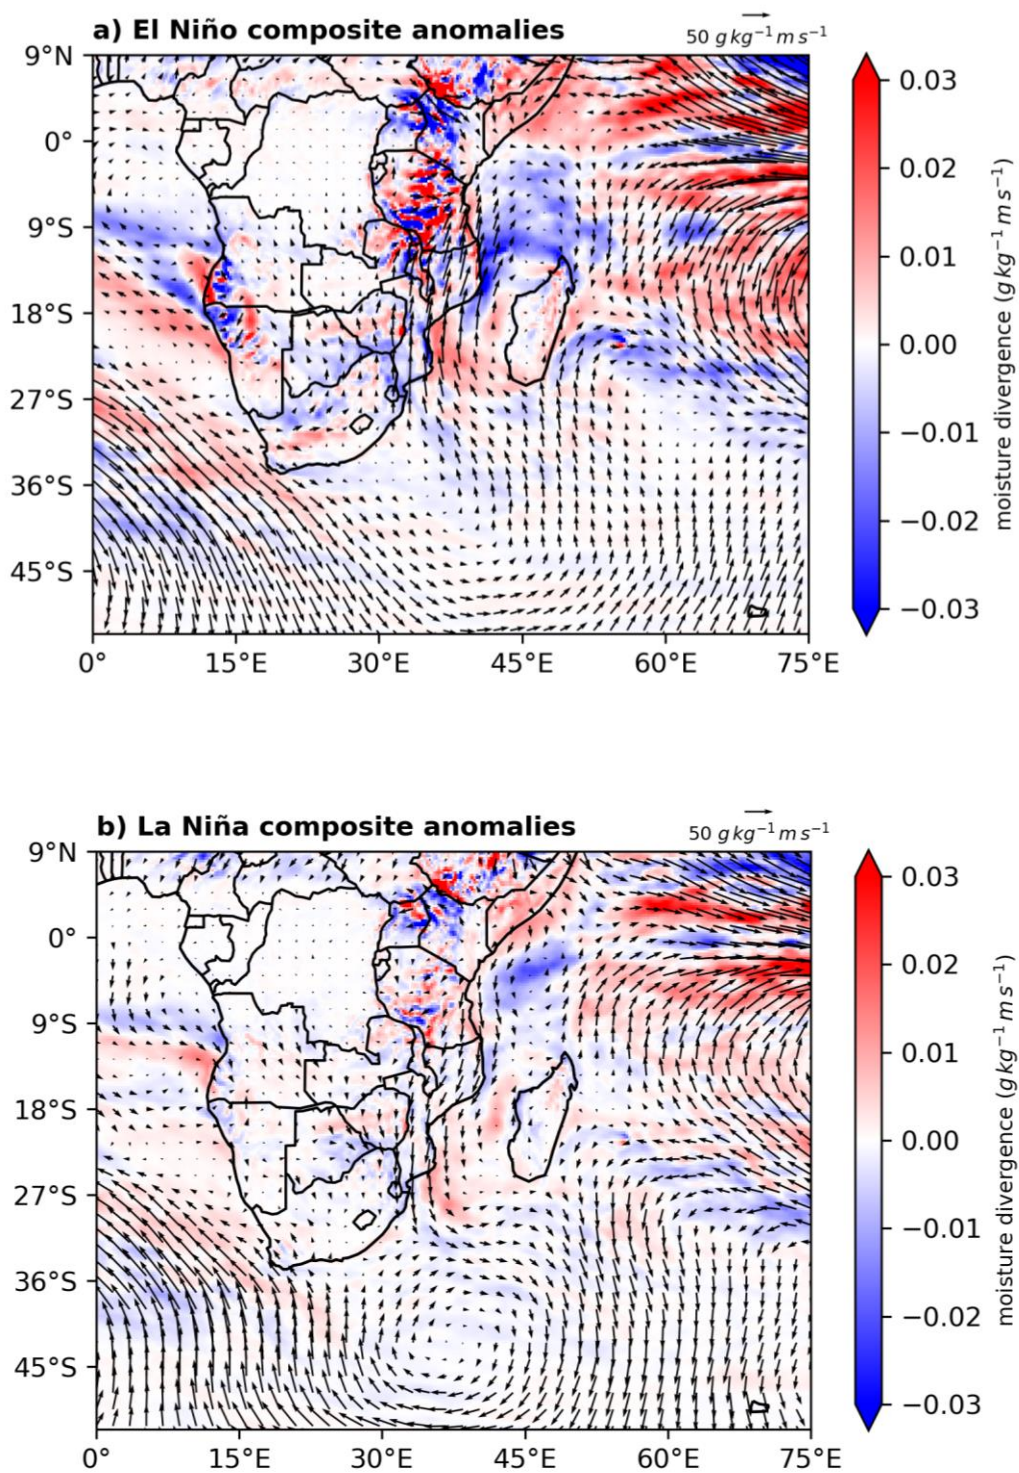 a) El Niño composite anomalies
50 g kg⁻¹ m s⁻¹
9°N
0°
9°S
18°S
27°S
36°S
45°S
0°
15°E
30°E
45°E
60°E
75°E
0.03
0.02
0.01
0.00
−0.01
−0.02
−0.03
moisture divergence (g kg⁻¹ m s⁻¹)
b) La Niña composite anomalies
50 g kg⁻¹ m s⁻¹
9°N
0°
9°S
18°S
27°S
36°S
45°S
0°
15°E
30°E
45°E
60°E
75°E
0.03
0.02
0.01
0.00
−0.01
−0.02
−0.03
moisture divergence (g kg⁻¹ m s⁻¹)